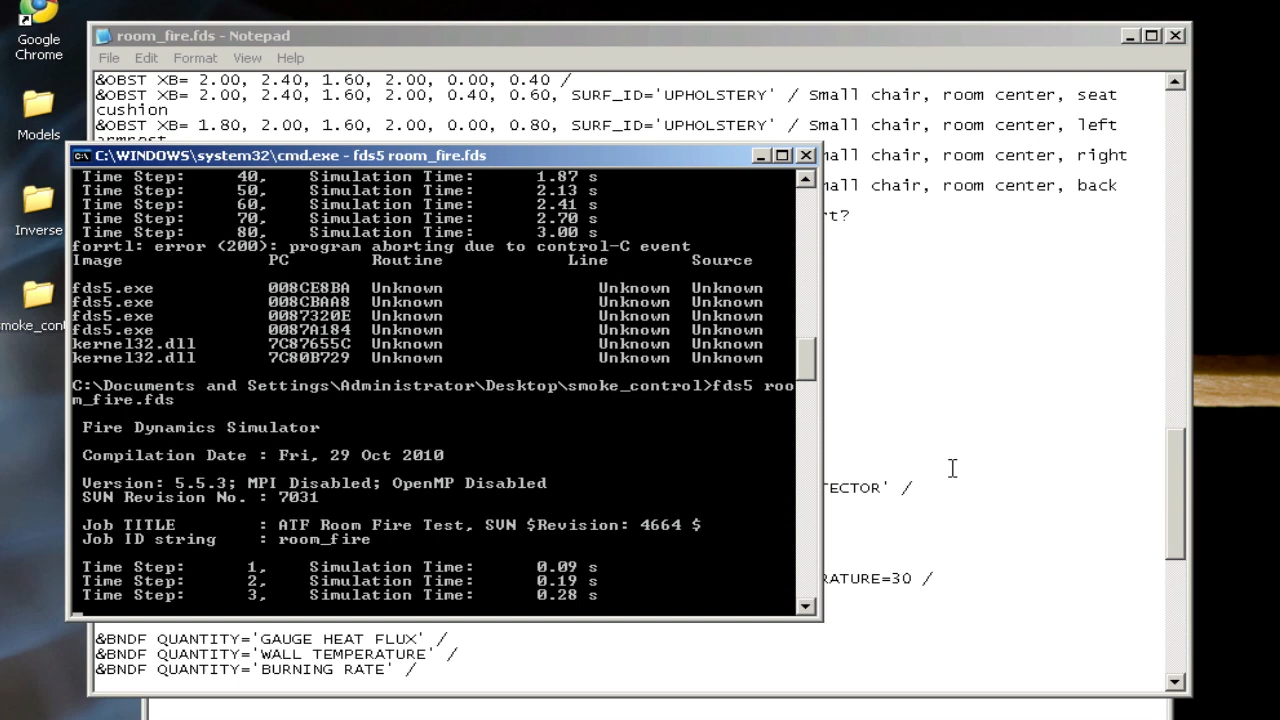 Google
Chrome
Models
Inverse
smoke_cont
room_fire.fds - Notepad
File Edit Format View Help
&OBST XB= 2.00, 2.40, 1.60, 2.00, 0.00, 0.40 /
&OBST XB= 2.00, 2.40, 1.60, 2.00, 0.40, 0.60, SURF_ID='UPHOLSTERY' / Small chair, room center, seat
cushion
&OBST XB= 1.80, 2.00, 1.60, 2.00, 0.00, 0.80, SURF_ID='UPHOLSTERY' / Small chair, room center, left
mall chair, room center, right
mall chair, room center, back
rt?
TECTOR' /
RATURE=30 /
&BNDF QUANTITY='GAUGE HEAT FLUX' /
&BNDF QUANTITY='WALL TEMPERATURE' /
&BNDF QUANTITY='BURNING RATE' /
C:\WINDOWS\system32\cmd.exe - fds5 room_fire.fds
Time Step: 40, Simulation Time: 1.87 s
Time Step: 50, Simulation Time: 2.13 s
Time Step: 60, Simulation Time: 2.41 s
Time Step: 70, Simulation Time: 2.70 s
Time Step: 80, Simulation Time: 3.00 s
forrtl: error (200): program aborting due to control-C event
Image PC Routine Line Source
fds5.exe 008CE8BA Unknown Unknown Unknown
fds5.exe 008CBAA8 Unknown Unknown Unknown
fds5.exe 0087320E Unknown Unknown Unknown
fds5.exe 0087A184 Unknown Unknown Unknown
kernel32.dll 7C87655C Unknown Unknown Unknown
kernel32.dll 7C80B729 Unknown Unknown Unknown
C:\Documents and Settings\Administrator\Desktop\smoke_control>fds5 roo
m_fire.fds
Fire Dynamics Simulator
Compilation Date : Fri, 29 Oct 2010
Version: 5.5.3; MPI Disabled; OpenMP Disabled
SVN Revision No. : 7031
Job TITLE : ATF Room Fire Test, SVN $Revision: 4664 $
Job ID string : room_fire
Time Step: 1, Simulation Time: 0.09 s
Time Step: 2, Simulation Time: 0.19 s
Time Step: 3, Simulation Time: 0.28 s